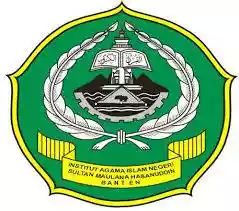 INSTITUT AGAMA ISLAM NEGERI
SULTAN MAULANA HASANUDDIN
BANTEN